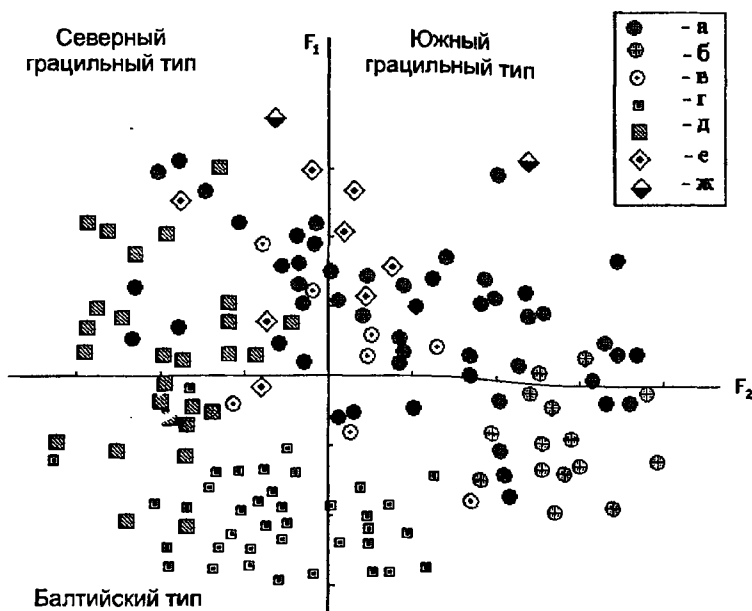 Северный
грацильный тип
F₁
Южный
грацильный тип
- а
- б
- в
- г
- д
- е
- ж
F₂
Балтийский тип